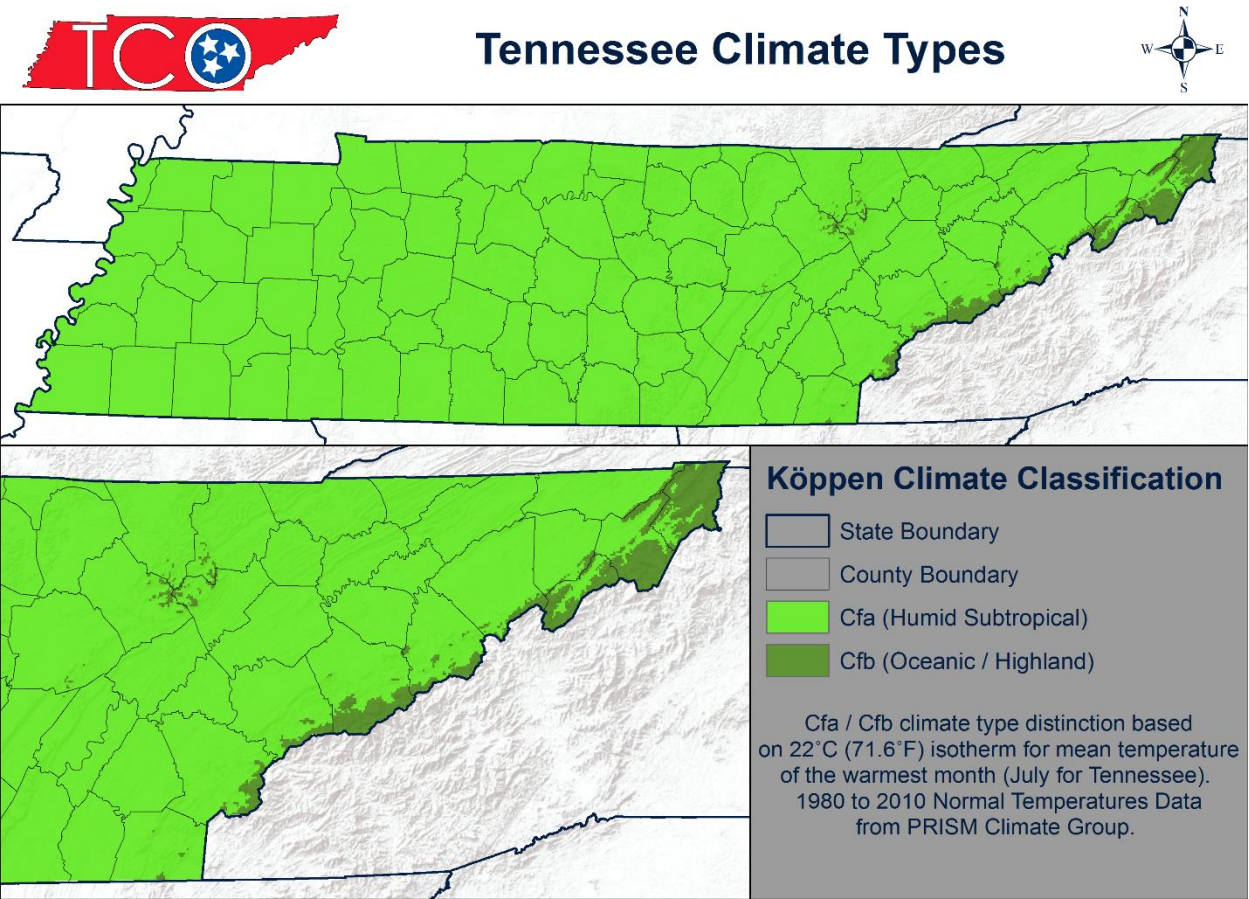 TCO
Tennessee Climate Types
N
W E
S
Köppen Climate Classification
State Boundary
County Boundary
Cfa (Humid Subtropical)
Cfb (Oceanic / Highland)
Cfa / Cfb climate type distinction based
on 22˚C (71.6˚F) isotherm for mean temperature
of the warmest month (July for Tennessee).
1980 to 2010 Normal Temperatures Data
from PRISM Climate Group.